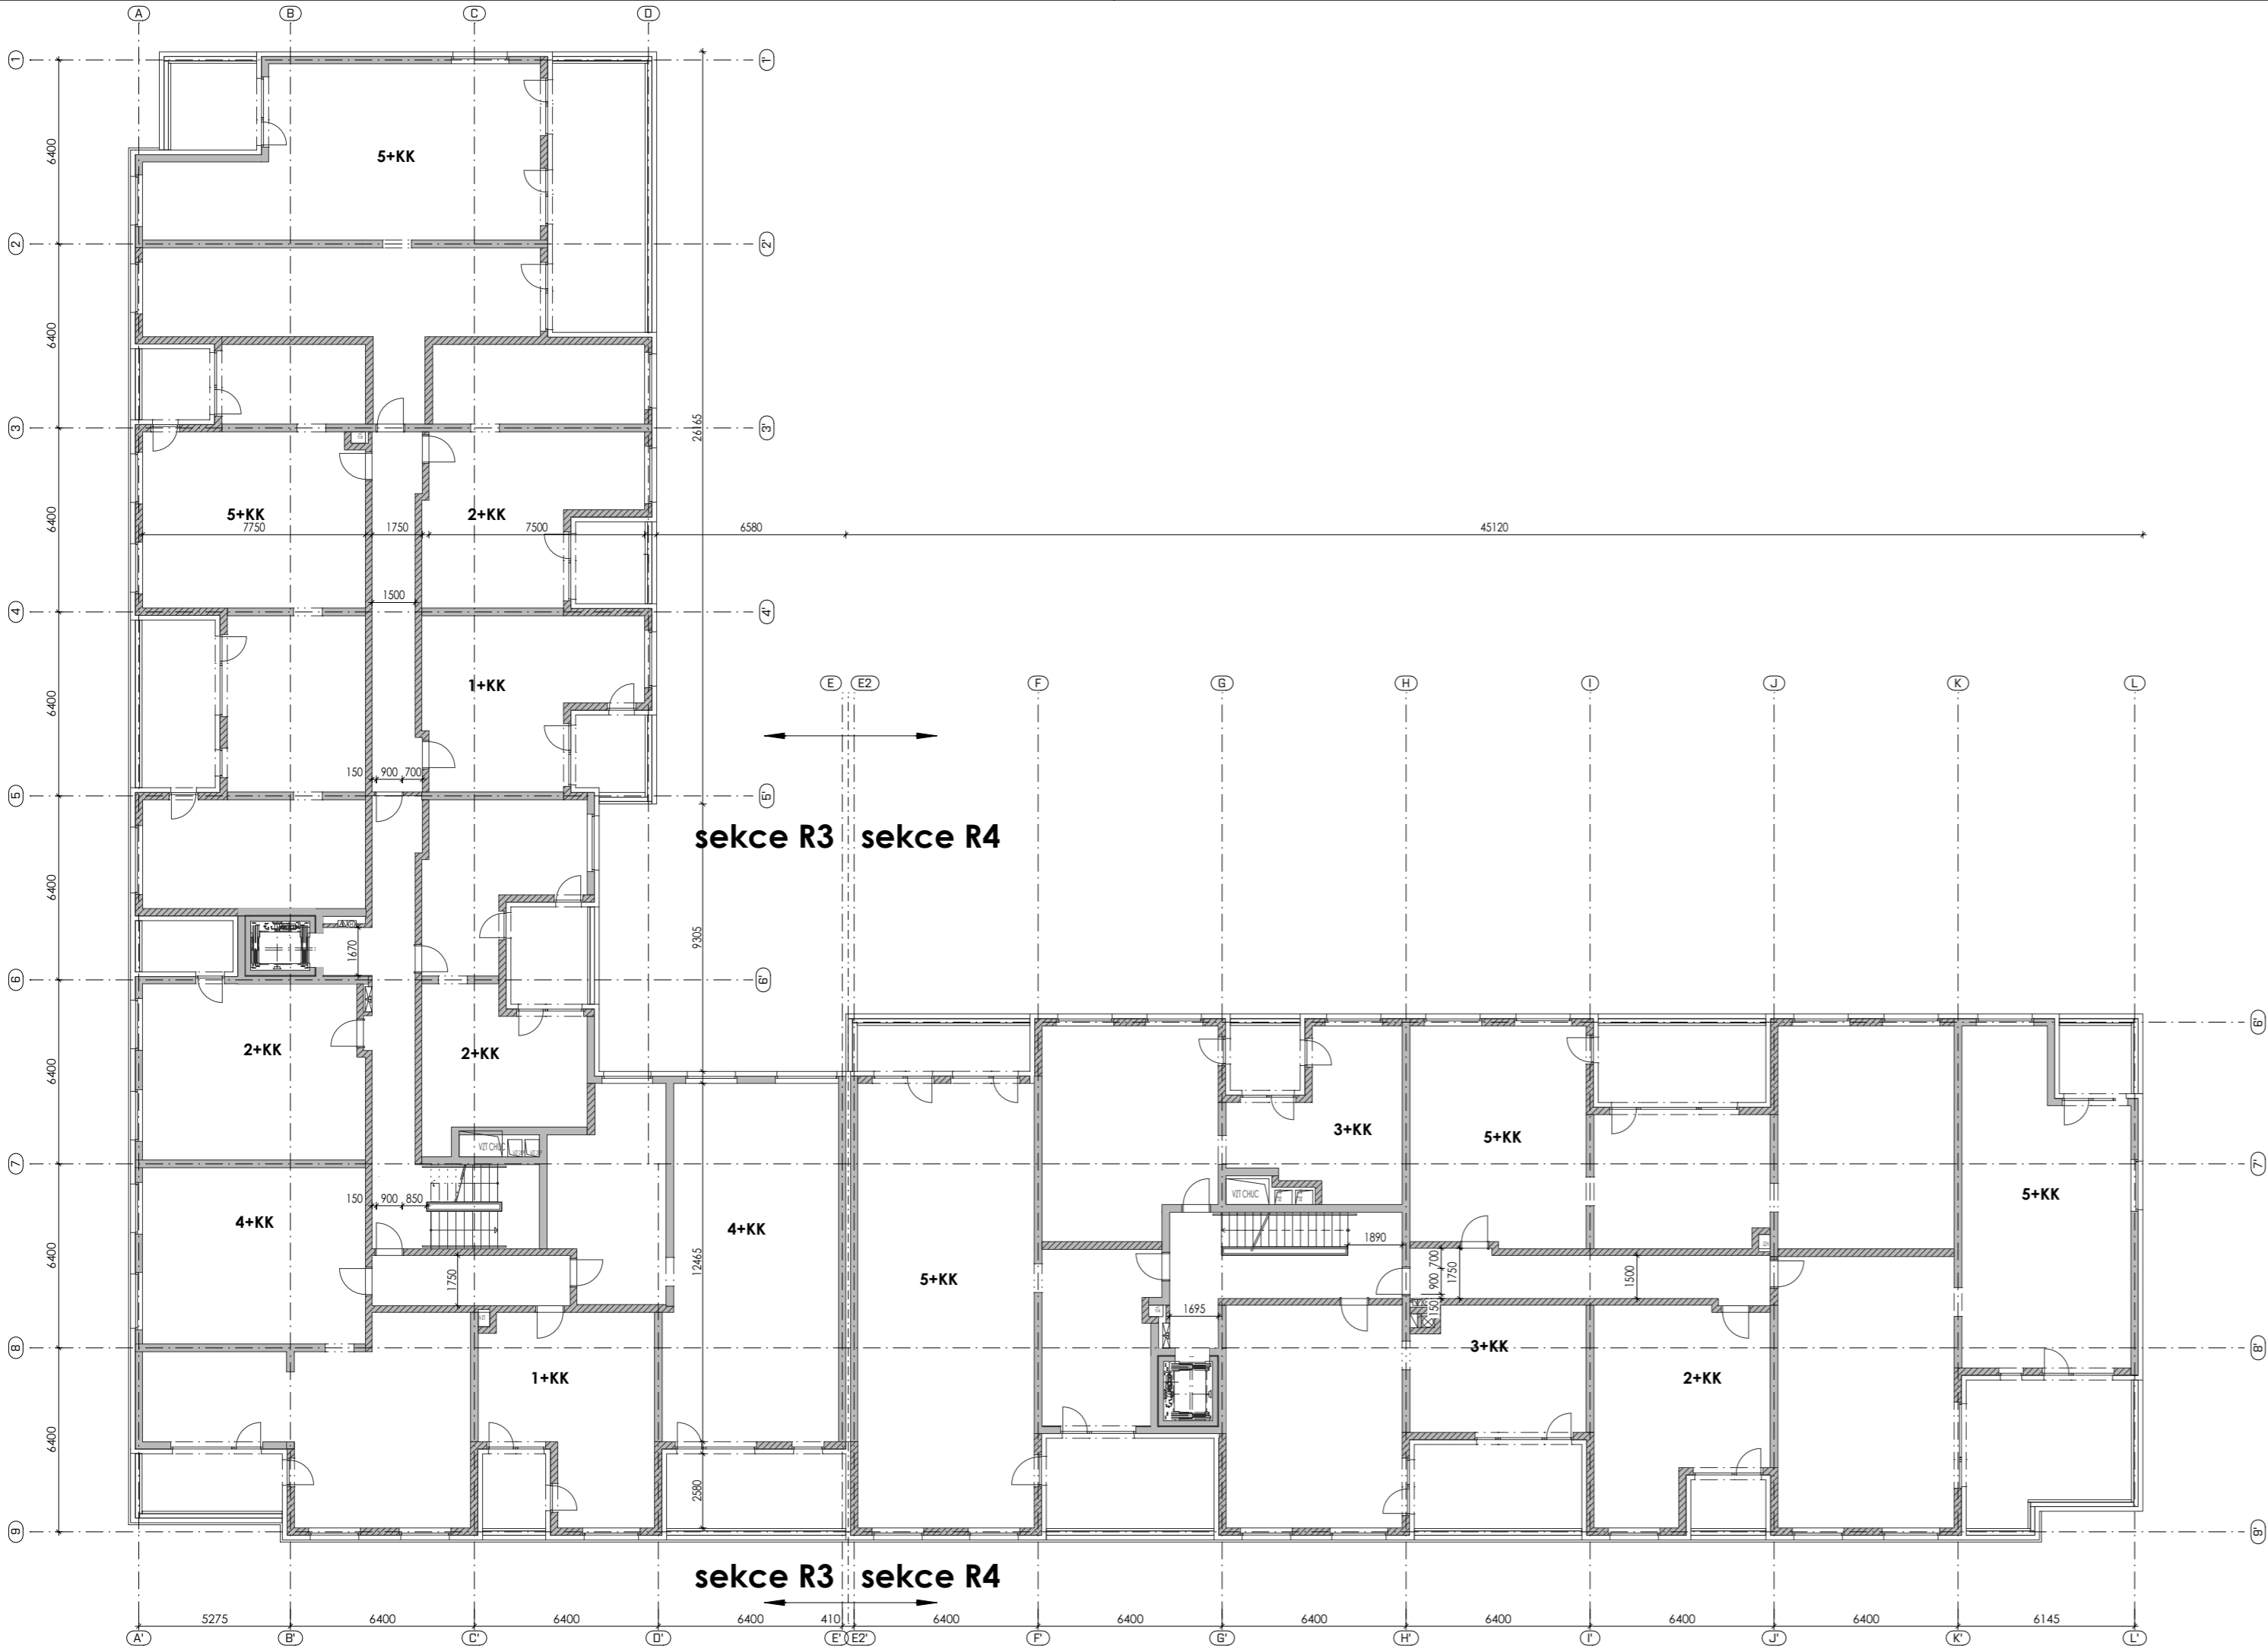 A B C D
1 1'
6400
5+KK
2 2'
6400
3 3'
26165
6400
5+KK 2+KK
7750 1750 7500 6580 45120
1500
4 4'
6400
1+KK
E E2 F G H I J K L
150 900 700
5 5'
sekce R3 sekce R4
6400
9305
1670
6 6'
6'
2+KK 2+KK
6400
VZT CHUC
3+KK 5+KK
7 7'
VZT CHUC
5+KK
150 900 850
4+KK 4+KK
1890
700
900
1750
150
1500
6400
1750
12465
5+KK
1695
VZT
3+KK
8 8'
1+KK 2+KK
6400
2580
9 9'
sekce R3 sekce R4
5275 6400 6400 6400 410 6400 6400 6400 6400 6400 6400 6145
A' B' C' D' E' E2' F' G' H' I' J' K' L'